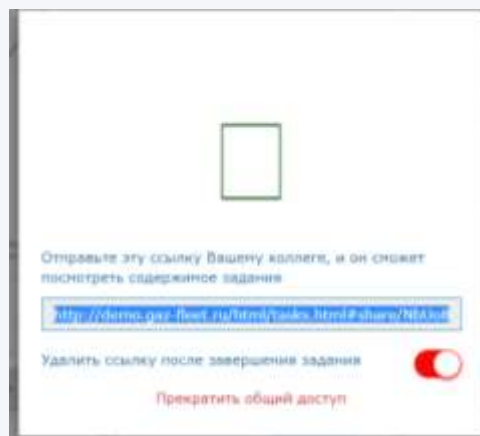 Отправьте эту ссылку Вашему коллеге, и он сможет
посмотреть содержимое задания
http://demo.gaz-fleet.ru/html/tasks.html#share/
Удалить ссылку после завершения задания
Прекратить общий доступ